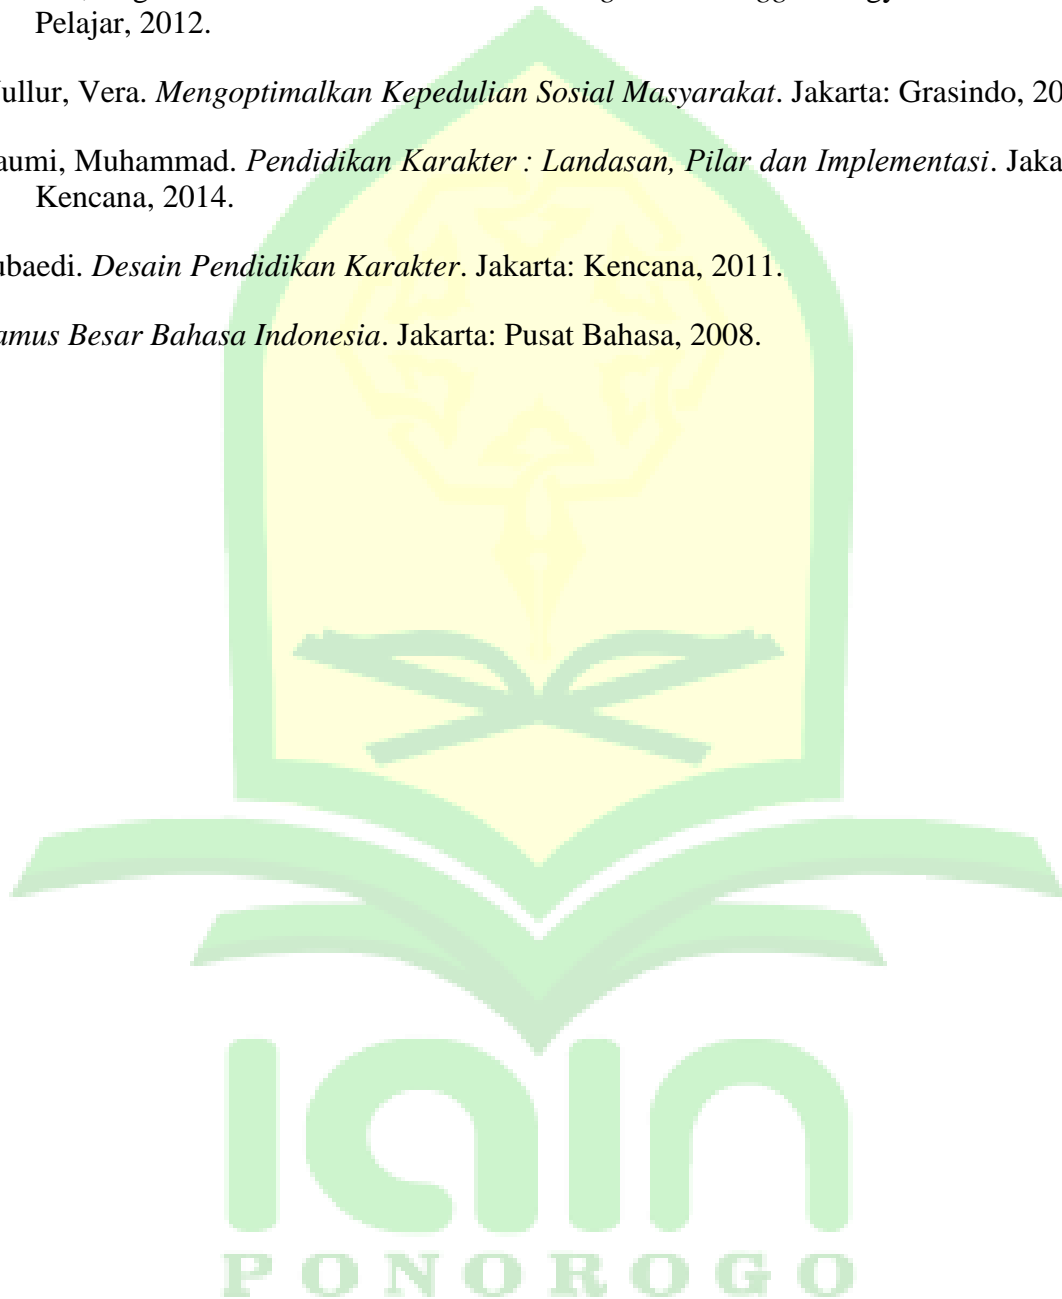 Pelajar, 2012.
ullur, Vera. Mengoptimalkan Kepedulian Sosial Masyarakat. Jakarta: Grasindo, 20
aumi, Muhammad. Pendidikan Karakter : Landasan, Pilar dan Implementasi. Jaka
Kencana, 2014.
ubaedi. Desain Pendidikan Karakter. Jakarta: Kencana, 2011.
amus Besar Bahasa Indonesia. Jakarta: Pusat Bahasa, 2008.
IAIN
PONOROGO